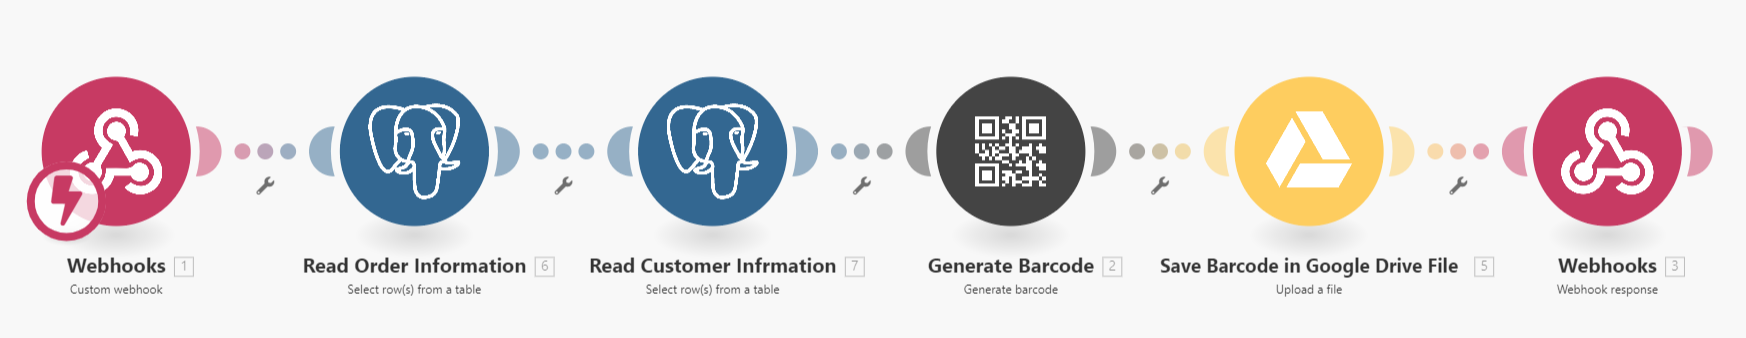 Webhooks 1
Custom webhook
Read Order Information 6
Select row(s) from a table
Read Customer Infrmation 7
Select row(s) from a table
Generate Barcode 2
Generate barcode
Save Barcode in Google Drive File 5
Upload a file
Webhooks 3
Webhook response